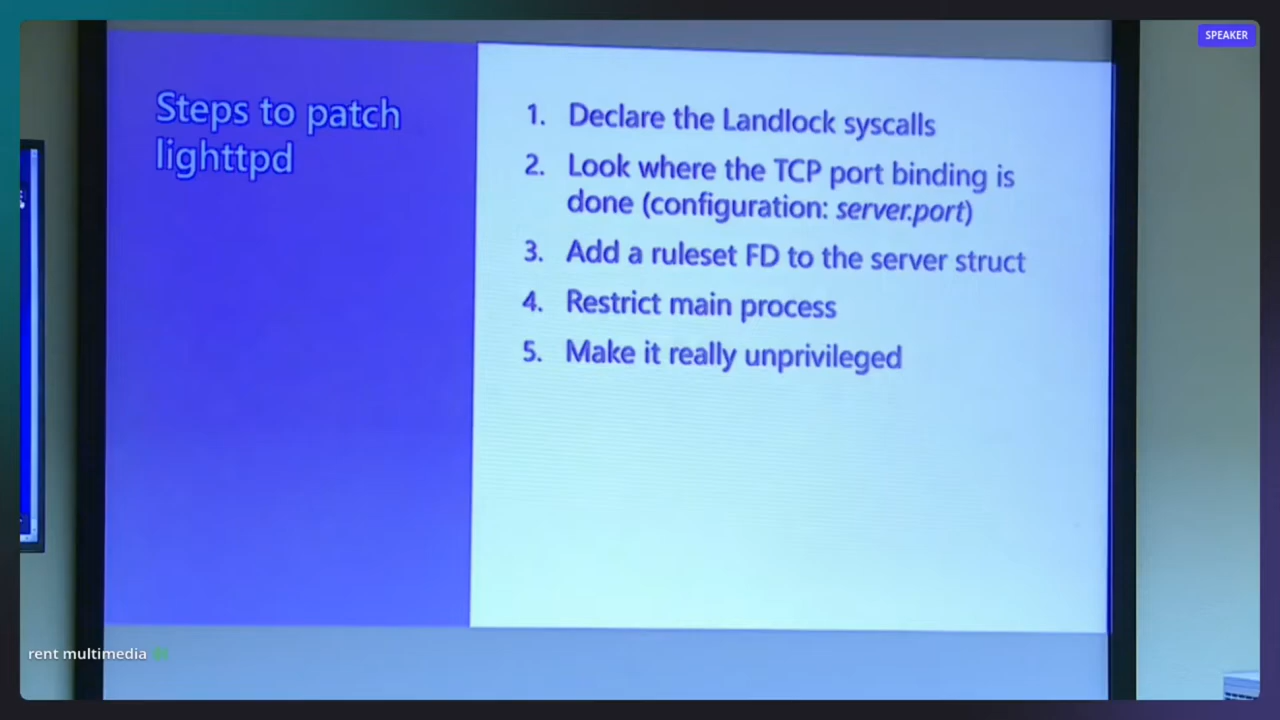 SPEAKER
Steps to patch
lighttpd
1. Declare the Landlock syscalls
2. Look where the TCP port binding is
done (configuration: server.port)
3. Add a ruleset FD to the server struct
4. Restrict main process
5. Make it really unprivileged
rent multimedia